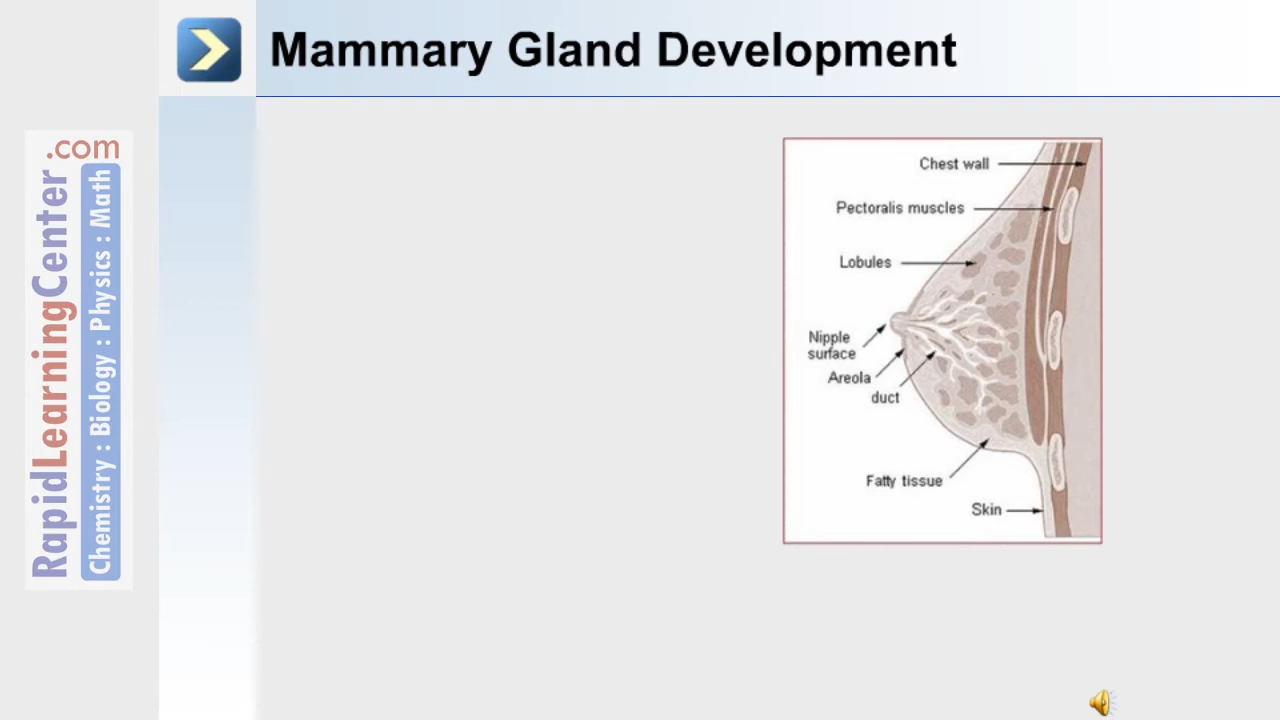 Mammary Gland Development
.com
RapidLearningCenter
Chemistry : Biology : Physics : Math
Chest wall
Pectoralis muscles
Lobules
Nipple
surface
Areola
duct
Fatty tissue
Skin